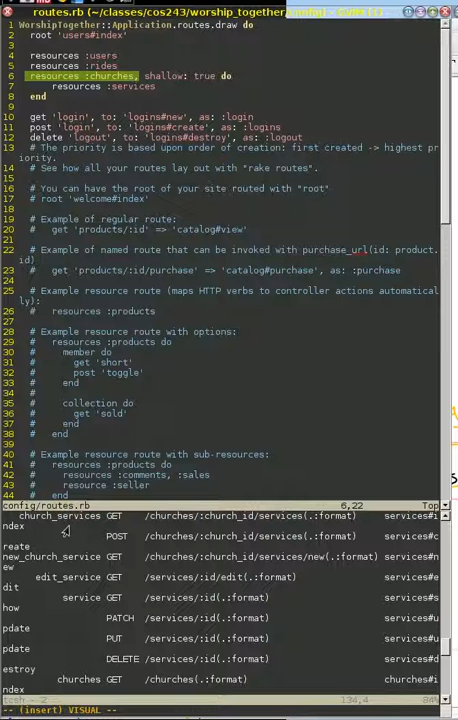 routes.rb (~/classes/cos243/worship_together/config)
1 WorshipTogether::Application.routes.draw do
2   root 'users#index'
3
4   resources :users
5   resources :rides
6   resources :churches, shallow: true do
7       resources :services
8   end
9
10   get 'login', to: 'logins#new', as: :login
11   post 'login', to: 'logins#create', as: :logins
12   delete 'logout', to: 'logins#destroy', as: :logout
13   # The priority is based upon order of creation: first created -> highest pr
iority.
14   # See how all your routes lay out with "rake routes".
15
16   # You can have the root of your site routed with "root"
17   # root 'welcome#index'
18
19   # Example of regular route:
20   #   get 'products/:id' => 'catalog#view'
21
22   # Example of named route that can be invoked with purchase_url(id: product.
id)
23   #   get 'products/:id/purchase' => 'catalog#purchase', as: :purchase
24
25   # Example resource route (maps HTTP verbs to controller actions automatical
ly):
26   #   resources :products
27
28   # Example resource route with options:
29   #   resources :products do
30   #     member do
31   #       get 'short'
32   #       post 'toggle'
33   #     end
34   #
35   #     collection do
36   #       get 'sold'
37   #     end
38   #   end
39
40   # Example resource route with sub-resources:
41   #   resources :products do
42   #     resources :comments, :sales
43   #     resource :seller
44   #   end
config/routes.rb 6,22 Top
church_services GET /churches/:church_id/services(.:format) services#i
ndex
POST /churches/:church_id/services(.:format) services#c
reate
new_church_service GET /churches/:church_id/services/new(.:format) services#n
ew
edit_service GET /services/:id/edit(.:format) services#e
dit
service GET /services/:id(.:format) services#s
how
PATCH /services/:id(.:format) services#u
pdate
PUT /services/:id(.:format) services#u
pdate
DELETE /services/:id(.:format) services#d
estroy
churches GET /churches(.:format) churches#i
ndex
tcsh - 2 134,4 84%
-- (insert) VISUAL --